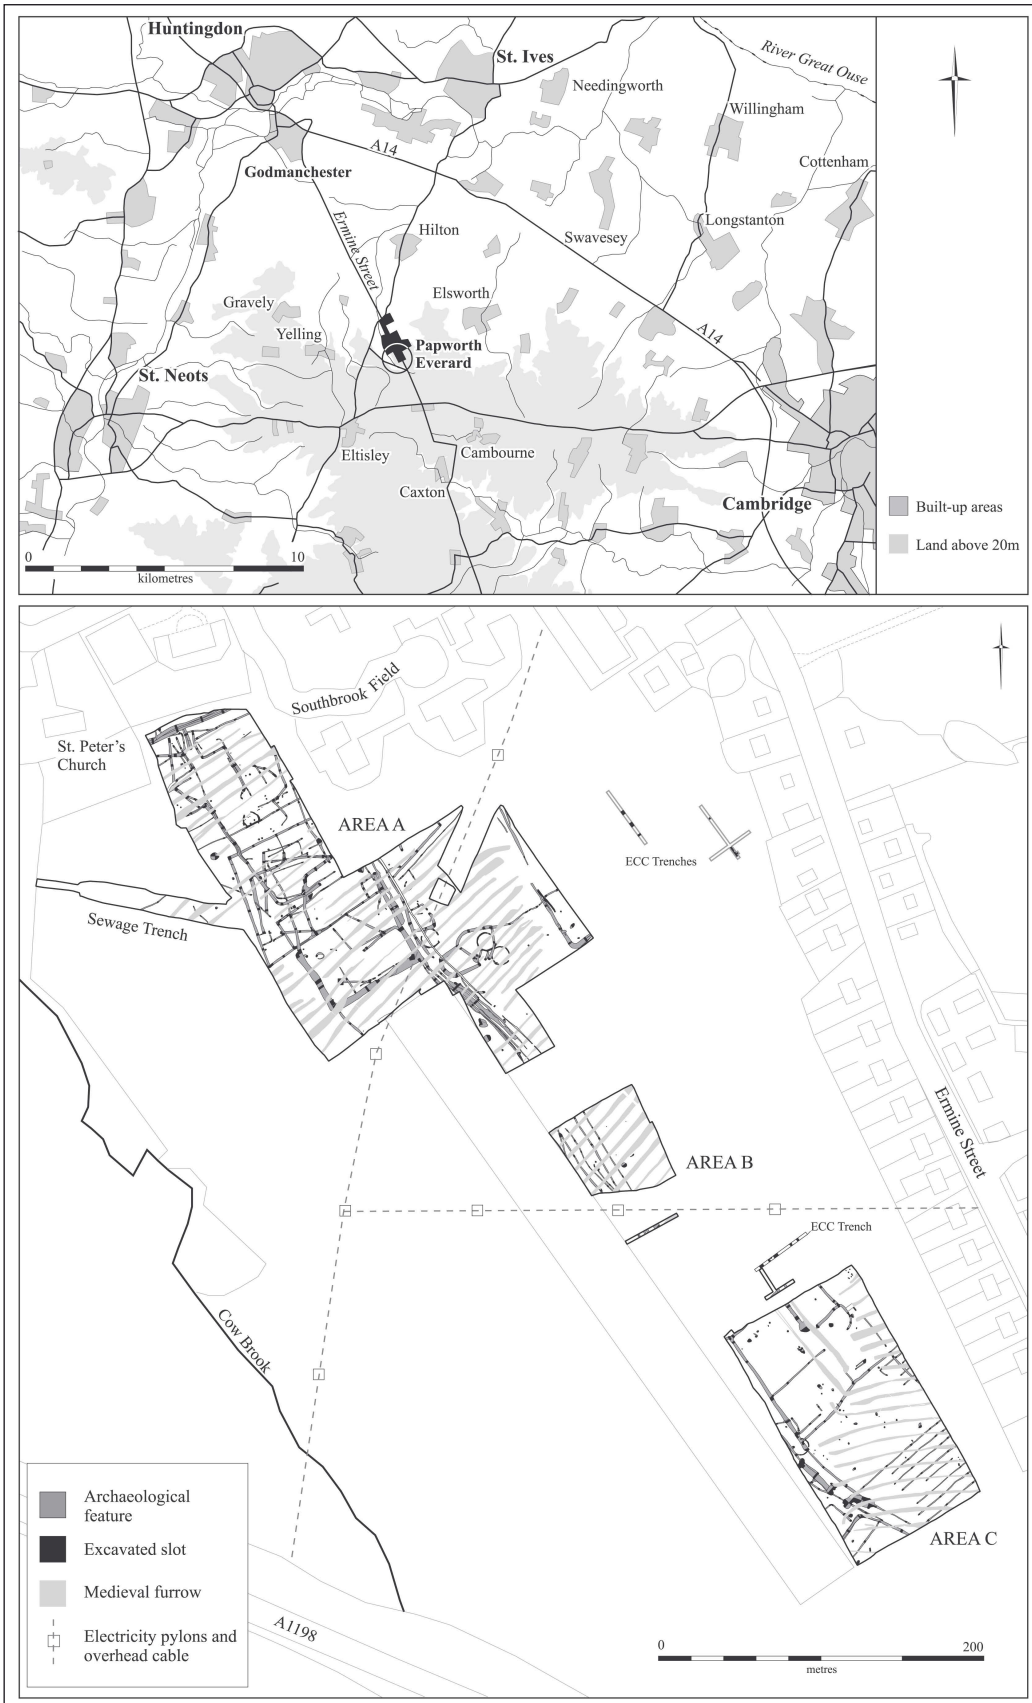 Huntingdon
St. Ives
River Great Ouse
Needingworth
Willingham
A14
Cottenham
Godmanchester
Ermine Street
Hilton
Swavesey
Longstanton
Gravely
Elsworth
Yelling
A14
Papworth
Everard
St. Neots
Eltisley
Cambourne
Caxton
Cambridge
Built-up areas
Land above 20m
0 10
kilometres
Southbrook Field
St. Peter's
Church
AREA A
ECC Trenches
Sewage Trench
Ermine Street
AREA B
ECC Trench
Cow Brook
AREA C
Archaeological
feature
Excavated slot
Medieval furrow
Electricity pylons and
overhead cable
A1198
0 200
metres